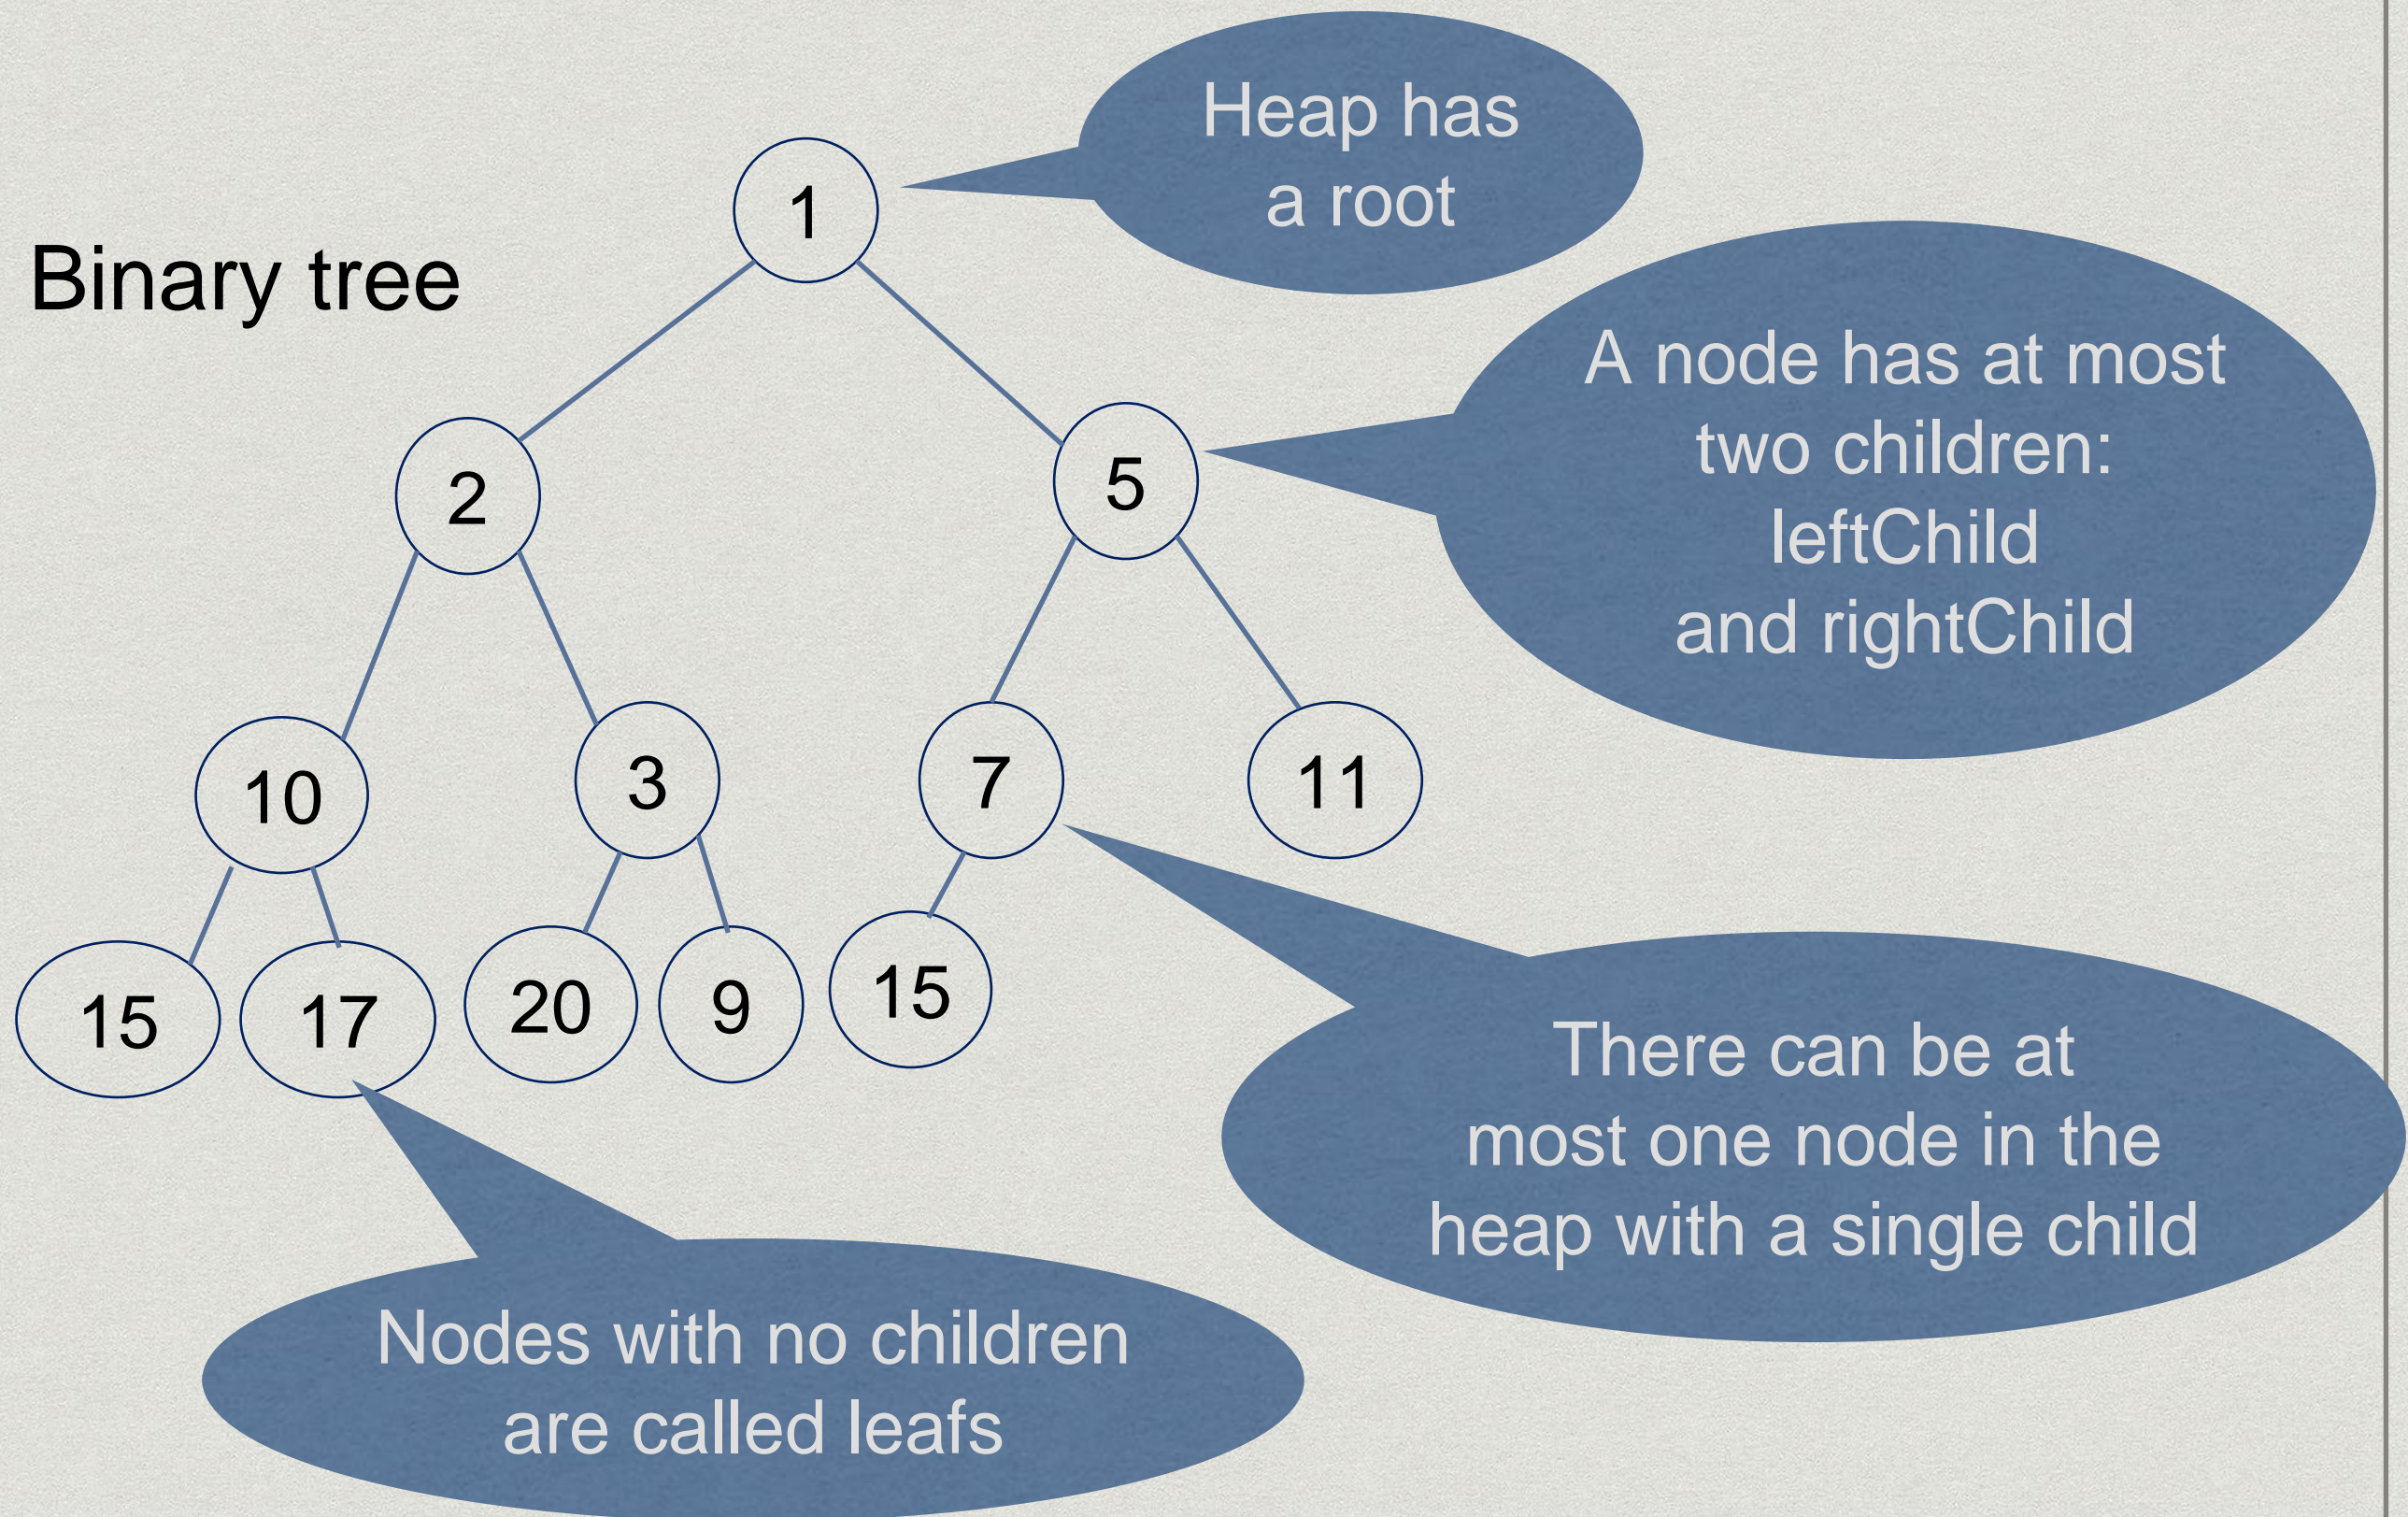 Heap has
a root
1
Binary tree
A node has at most
two children:
leftChild
and rightChild
2
5
10
3
7
11
15
17
20
9
15
There can be at
most one node in the
heap with a single child
Nodes with no children
are called leafs